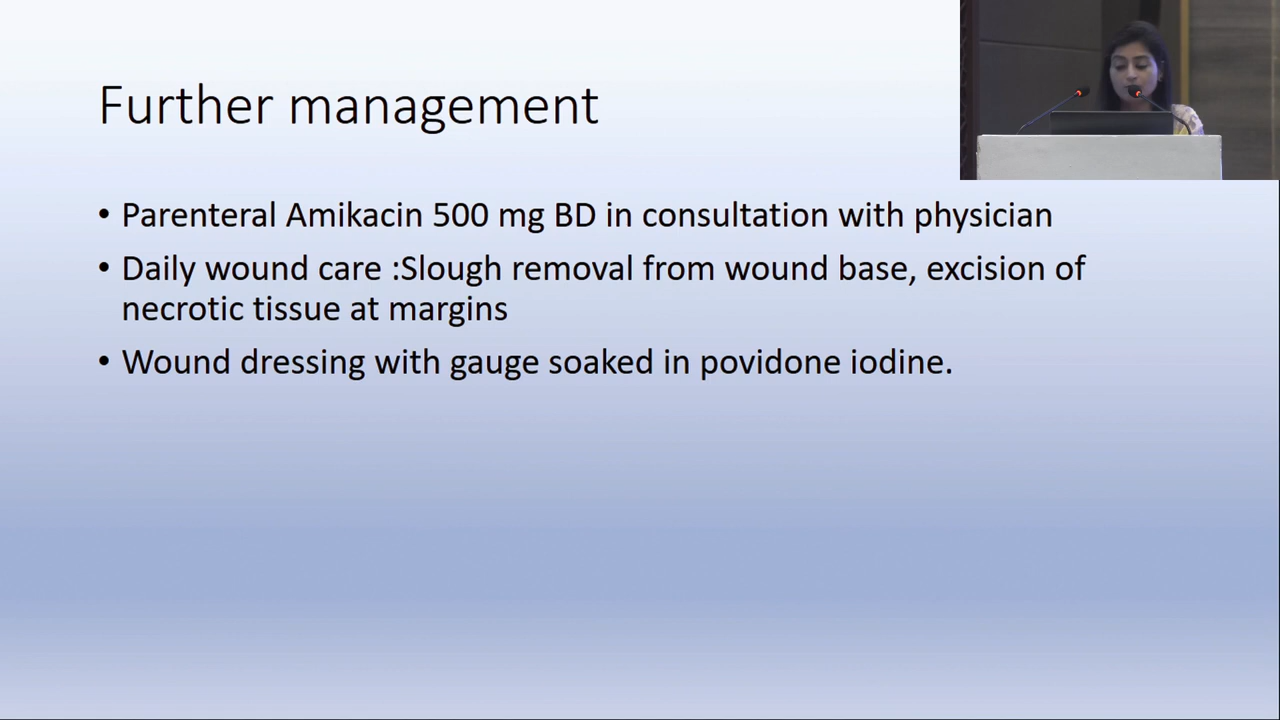 Further management
• Parenteral Amikacin 500 mg BD in consultation with physician
• Daily wound care :Slough removal from wound base, excision of
necrotic tissue at margins
• Wound dressing with gauge soaked in povidone iodine.